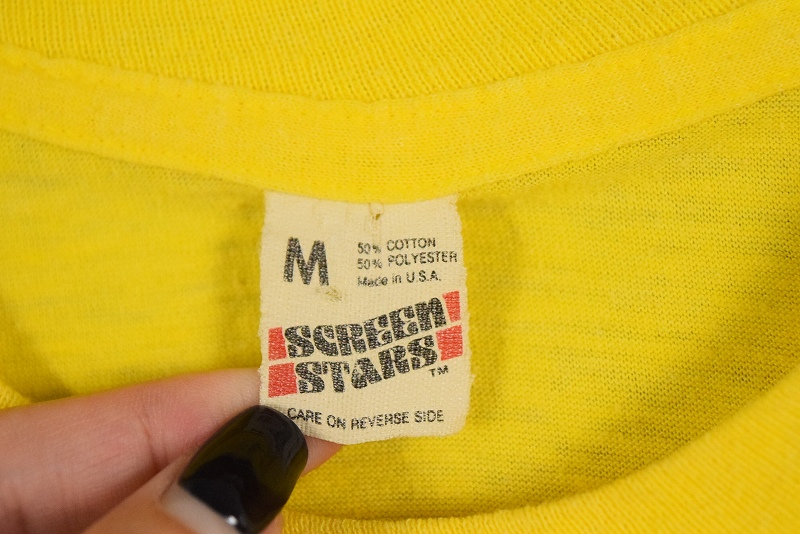 M
50% COTTON
50% POLYESTER
Made in U.S.A.
SCREEN
STARS
TM
CARE ON REVERSE SIDE